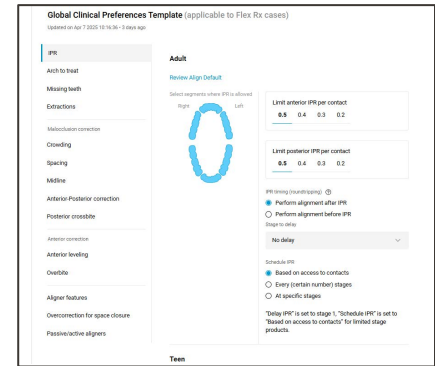 Global Clinical Preferences Template (applicable to Flex Rx cases)
Updated on Apr 7 2025 10:16:36 • 3 days ago
IPR
Arch to treat
Missing teeth
Extractions
Malocclusion correction
Crowding
Spacing
Midline
Anterior-Posterior correction
Posterior crossbite
Anterior correction
Anterior leveling
Overbite
Aligner features
Overcorrection for space closure
Passive/active aligners
Adult
Review Align Default
Select segments where IPR is allowed
Right Left
Limit anterior IPR per contact
0.5 0.4 0.3 0.2
Limit posterior IPR per contact
0.5 0.4 0.3 0.2
IPR timing (roundtripping)
Perform alignment after IPR
Perform alignment before IPR
Stage to delay
No delay
Schedule IPR
Based on access to contacts
Every (certain number) stages
At specific stages
"Delay IPR" is set to stage 1, "Schedule IPR" is set to
"Based on access to contacts" for limited stage
products.
Teen